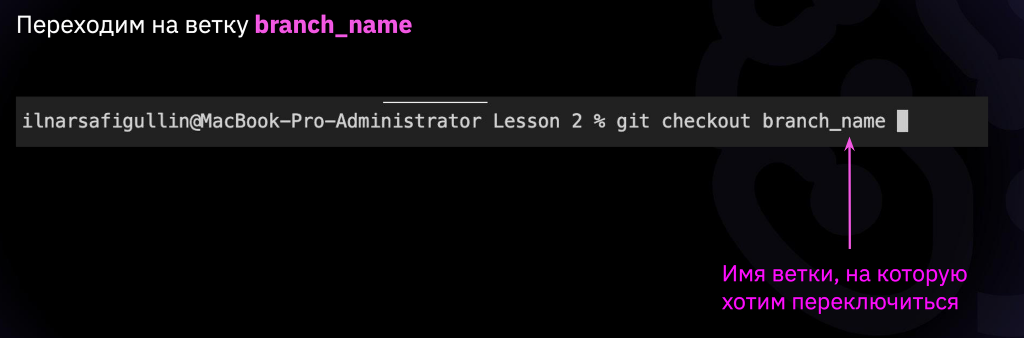 Переходим на ветку branch_name
ilnarsafigullin@MacBook-Pro-Administrator Lesson 2 % git checkout branch_name
Имя ветки, на которую
хотим переключиться